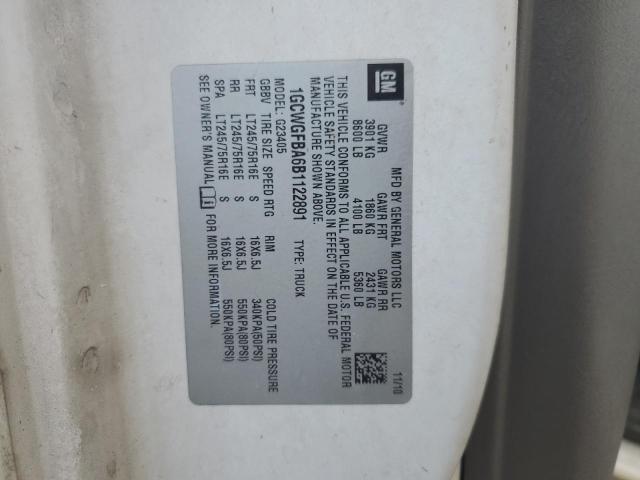 GM
MFD BY GENERAL MOTORS LLC 11/10
GVWR GAWR FRT GAWR RR
3901 KG 1860 KG 2431 KG
8600 LB 4100 LB 5360 LB
THIS VEHICLE CONFORMS TO ALL APPLICABLE U.S. FEDERAL MOTOR
VEHICLE SAFETY STANDARDS IN EFFECT ON THE DATE OF
MANUFACTURE SHOWN ABOVE.
1GCWGFBA6B1122891 TYPE: TRUCK
MODEL: G23405
GBBV TIRE SIZE SPEED RTG RIM COLD TIRE PRESSURE
FRT LT245/75R16E S 16X6.5J 340KPA(50PSI)
RR LT245/75R16E S 16X6.5J 550KPA(80PSI)
SPA LT245/75R16E S 16X6.5J 550KPA(80PSI)
SEE OWNER'S MANUAL FOR MORE INFORMATION.